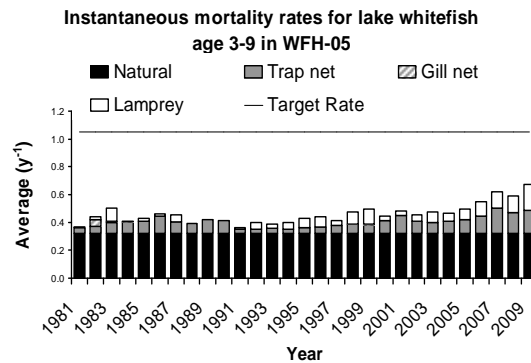 Instantaneous mortality rates for lake whitefish
age 3-9 in WFH-05
Natural Trap net Gill net
Lamprey Target Rate
Average (y-1)
1.2
1.0
0.8
0.6
0.4
0.2
0.0
1981 1983 1985 1987 1989 1991 1993 1995 1997 1999 2001 2003 2005 2007 2009
Year